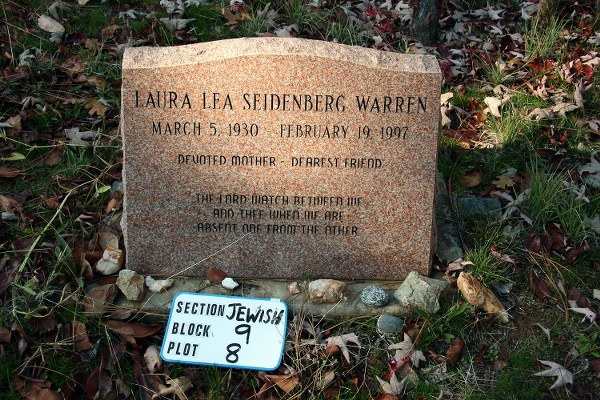 LAURA LEA SEIDENBERG WARREN
MARCH 5, 1930 FEBRUARY 19, 1997
DEVOTED MOTHER - DEAREST FRIEND
THE LORD WATCH BETWEEN ME
AND THEE WHEN WE ARE
ABSENT ONE FROM THE OTHER
SECTION JEWISH
BLOCK 9
PLOT 8